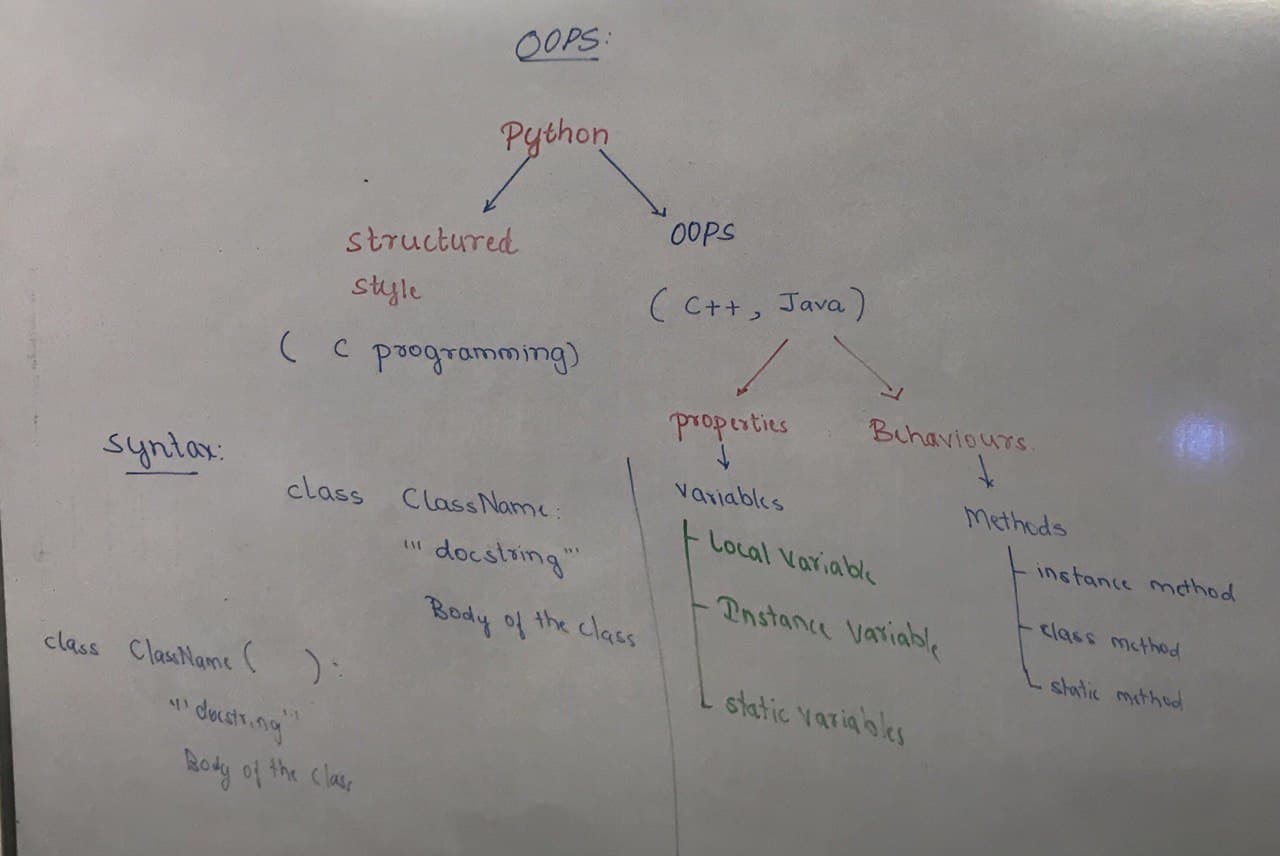 OOPS:
Python
structured
style
( C programming)
OOPS
( C++, Java )
properties
Behaviours.
variables
Local variable
Instance variable
static variables
Methods
instance method
class method
static method
Syntax:
class ClassName:
''' docstring '''
Body of the class
class ClassName ( ) :
''' docstring '''
Body of the class